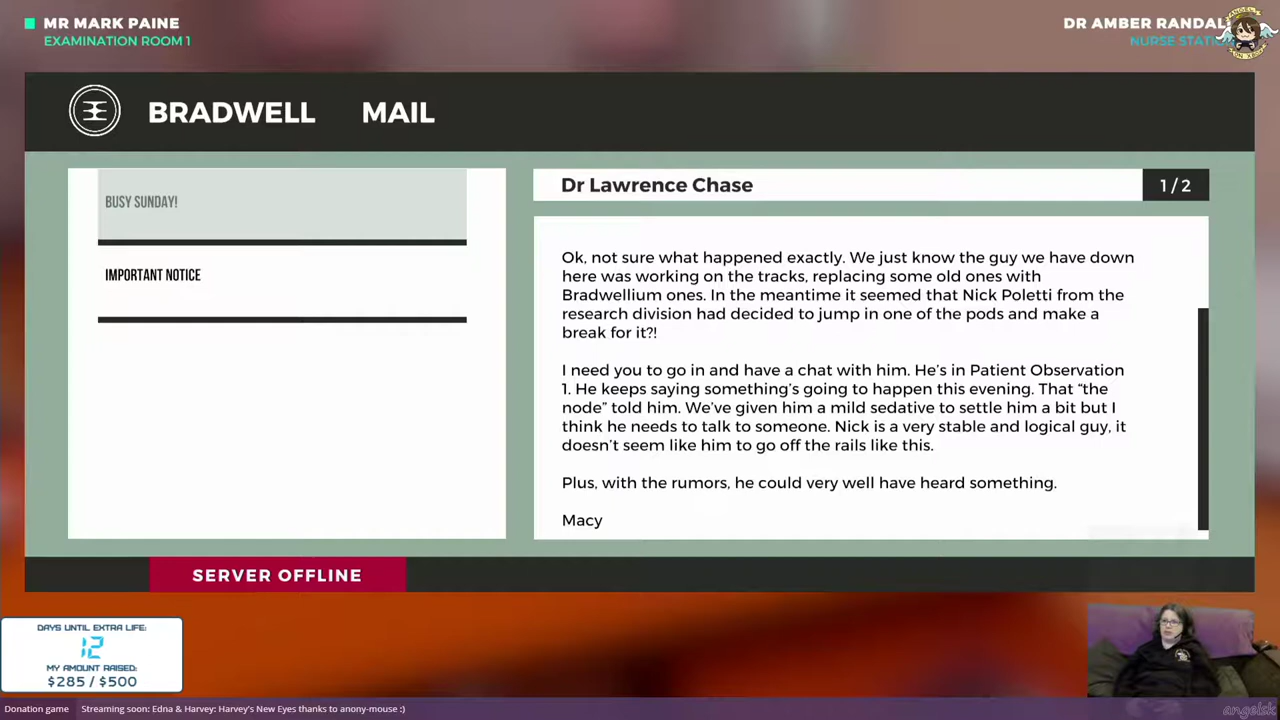 MR MARK PAINE
EXAMINATION ROOM 1
DR AMBER RANDALL
NURSE STATION
BRADWELL MAIL
BUSY SUNDAY!
IMPORTANT NOTICE
Dr Lawrence Chase
1 / 2
Ok, not sure what happened exactly. We just know the guy we have down
here was working on the tracks, replacing some old ones with
Bradwellium ones. In the meantime it seemed that Nick Poletti from the
research division had decided to jump in one of the pods and make a
break for it?!
I need you to go in and have a chat with him. He's in Patient Observation
1. He keeps saying something's going to happen this evening. That “the
node” told him. We've given him a mild sedative to settle him a bit but I
think he needs to talk to someone. Nick is a very stable and logical guy, it
doesn't seem like him to go off the rails like this.
Plus, with the rumors, he could very well have heard something.
Macy
SERVER OFFLINE
DAYS UNTIL EXTRA LIFE:
12
MY AMOUNT RAISED:
$285 / $500
Donation game Streaming soon: Edna & Harvey: Harvey's New Eyes thanks to anony-mouse :)
angelsk